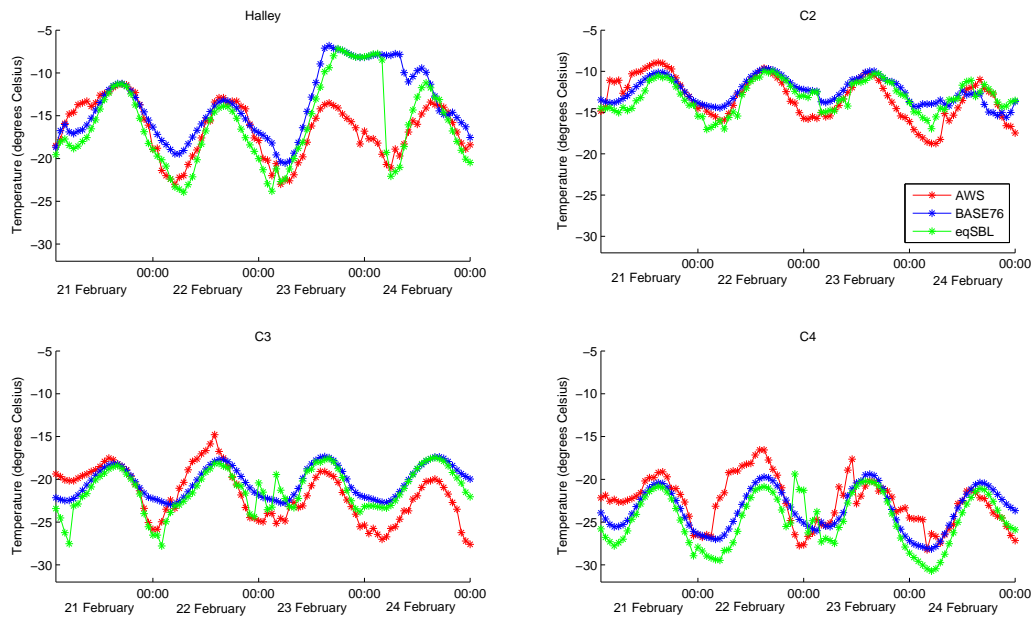 Halley
Temperature (degrees Celsius)
−5
−10
−15
−20
−25
−30
00:00 00:00 00:00 00:00
21 February 22 February 23 February 24 February
C2
Temperature (degrees Celsius)
−5
−10
−15
−20
−25
−30
AWS
BASE76
eqSBL
00:00 00:00 00:00 00:00
21 February 22 February 23 February 24 February
C3
Temperature (degrees Celsius)
−5
−10
−15
−20
−25
−30
00:00 00:00 00:00 00:00
21 February 22 February 23 February 24 February
C4
Temperature (degrees Celsius)
−5
−10
−15
−20
−25
−30
00:00 00:00 00:00 00:00
21 February 22 February 23 February 24 February